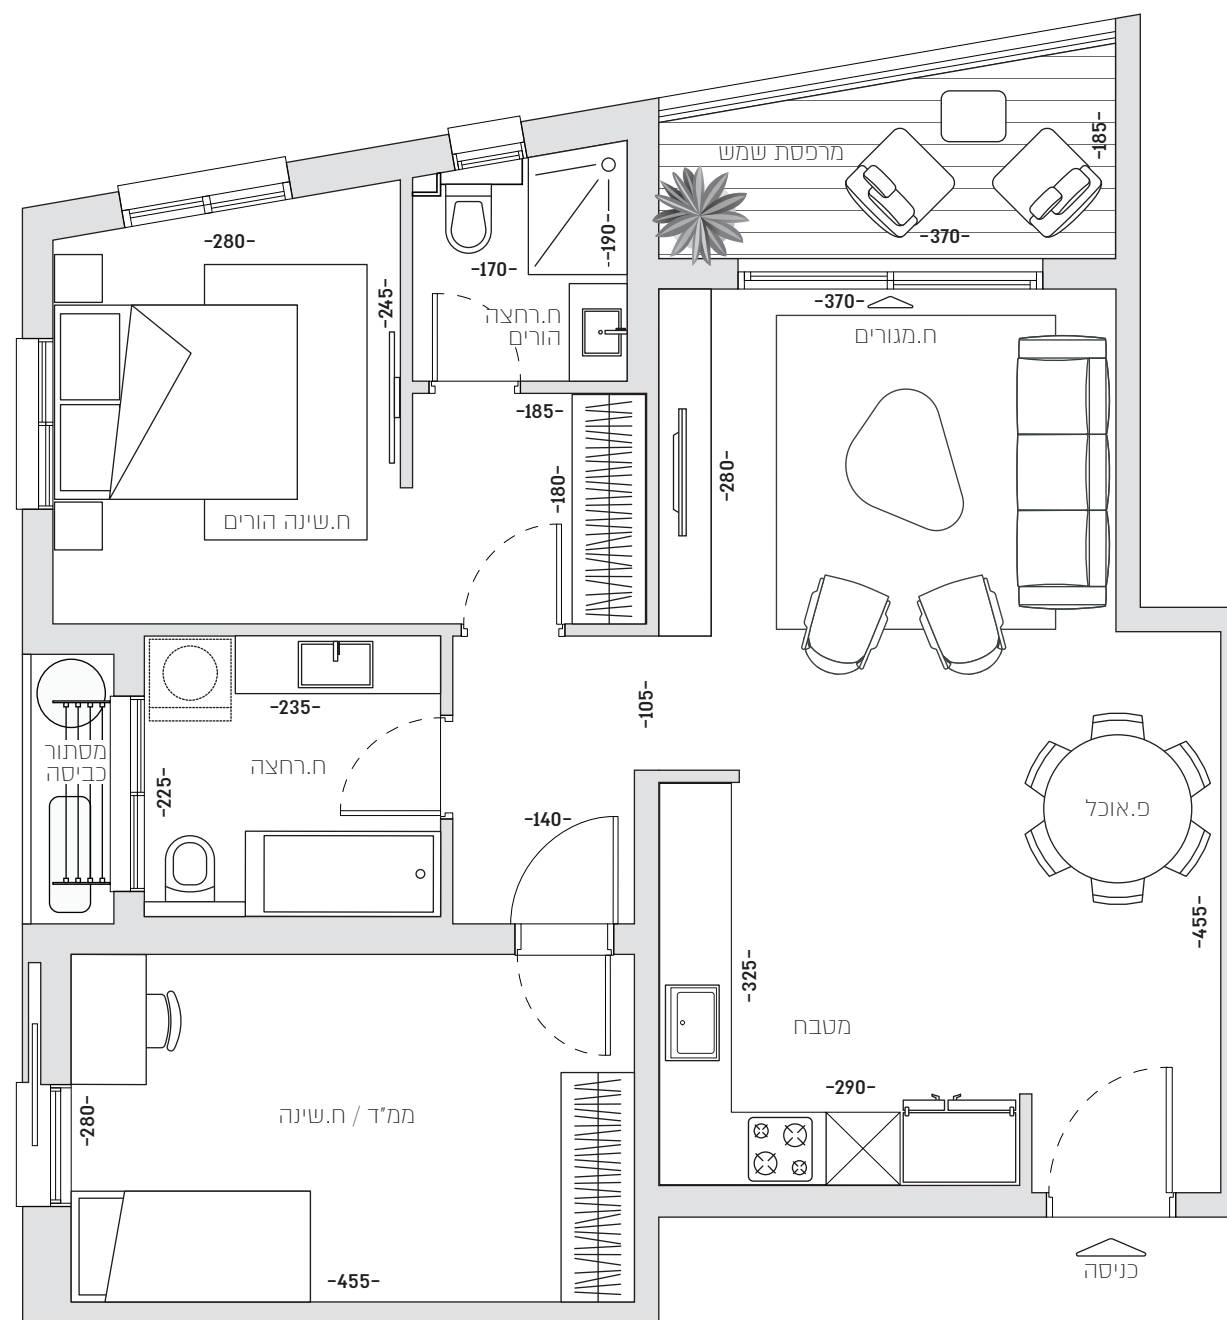 מרפסת שמש
-185-
-370-
-280-
-190-
-170-
-245-
ח.רחצה
הורים
-370-
ח.מגורים
-185-
-180-
-280-
ח.שינה הורים
-105-
-235-
מסתור
כביסה
ח.רחצה
-225-
-140-
פ.אוכל
-455-
-325-
מטבח
-290-
ממ"ד / ח.שינה
-280-
-455-
כניסה